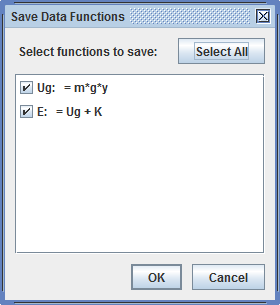 Save Data Functions
Select functions to save: Select All
Ug: = m*g*y
E: = Ug + K
OK Cancel